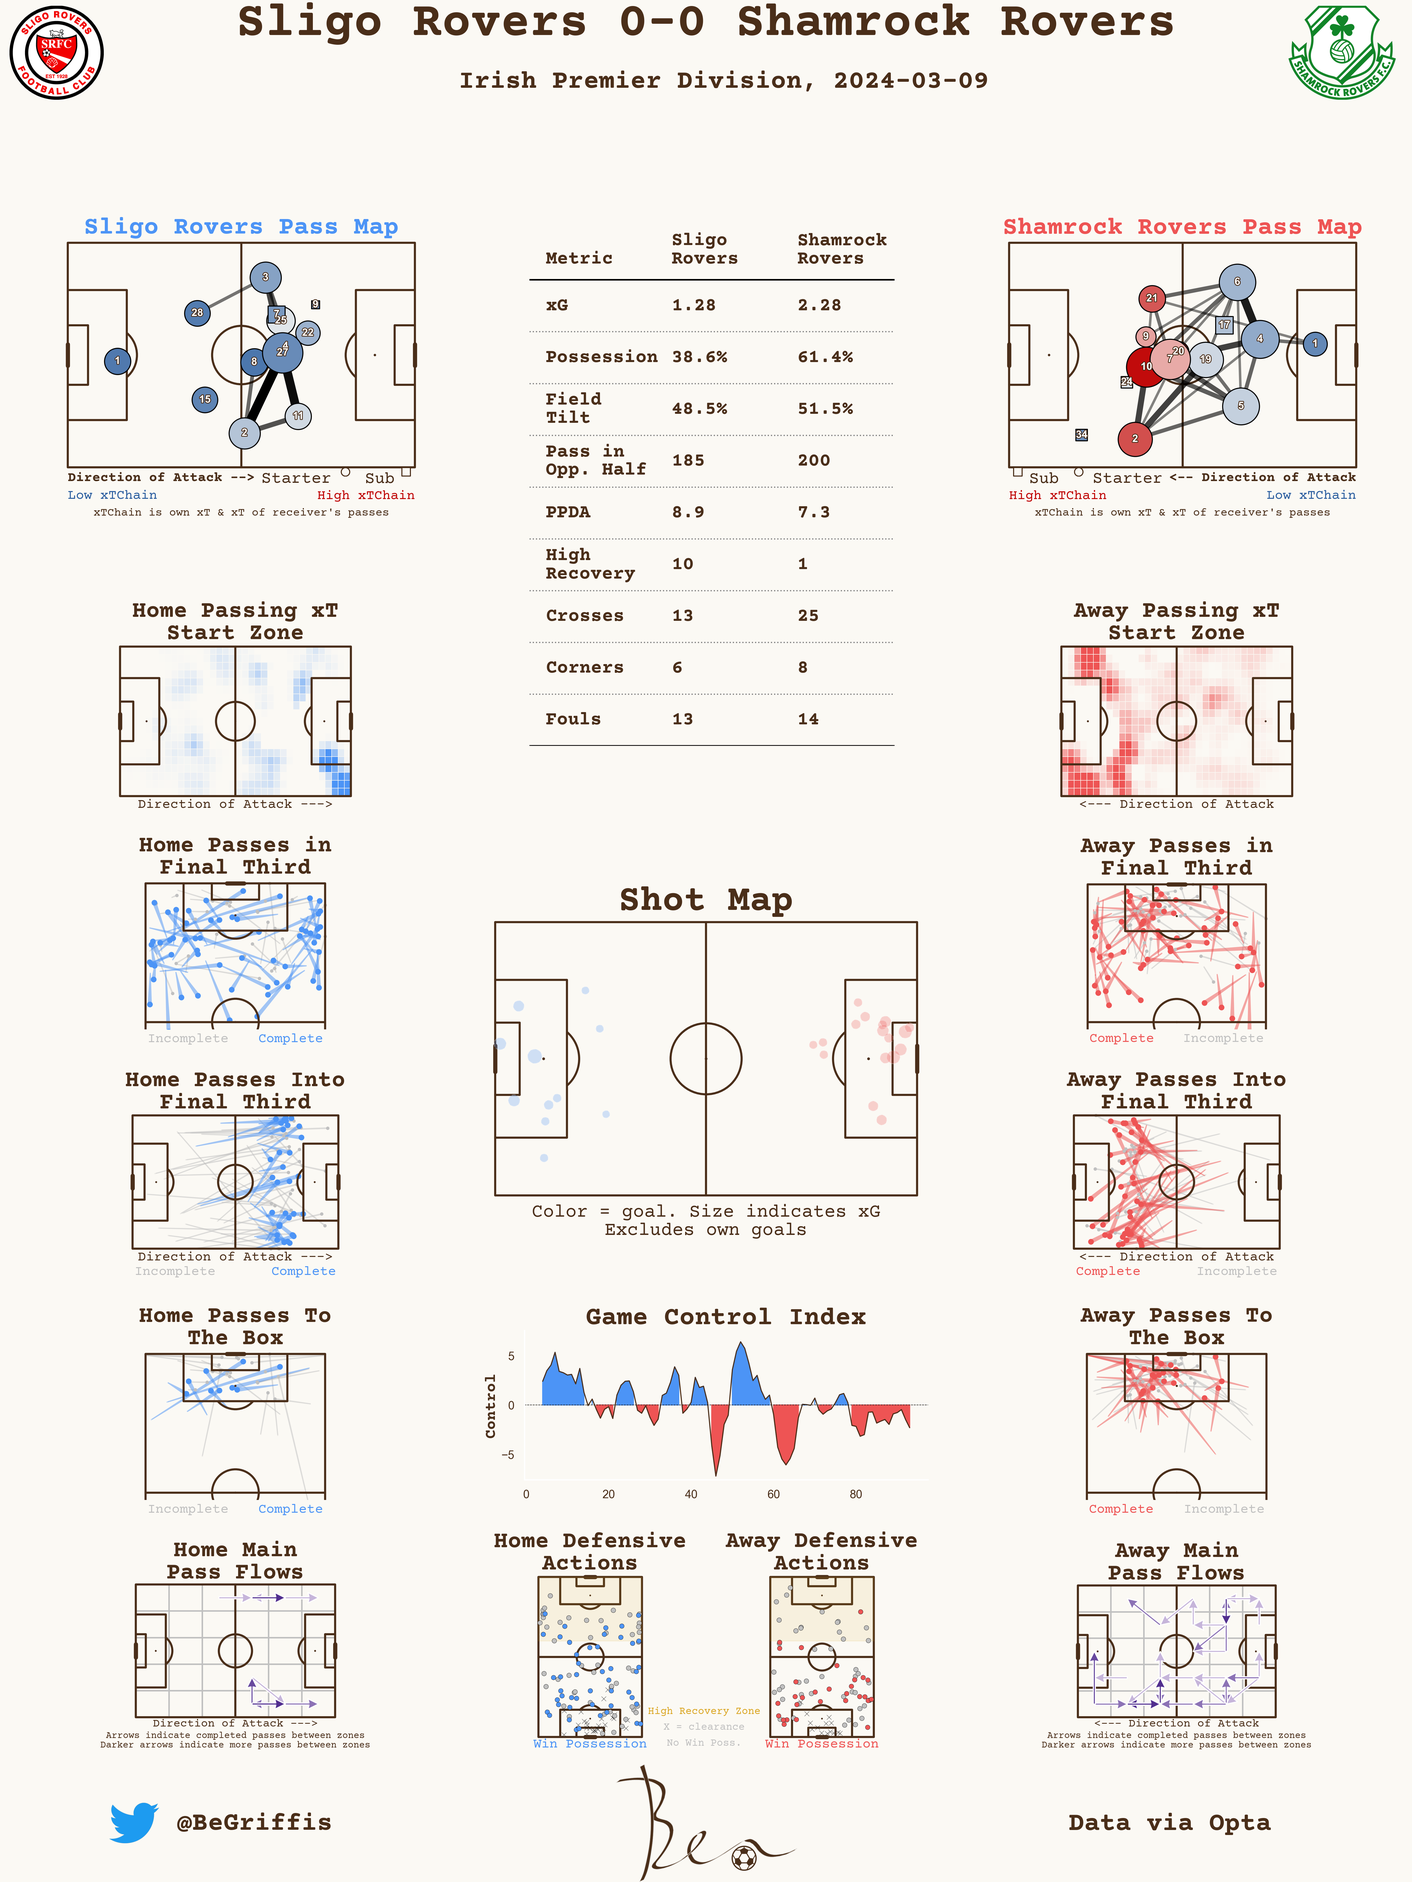 Sligo Rovers 0-0 Shamrock Rovers
Irish Premier Division, 2024-03-09
SLIGO ROVERS
SRFC
EST 1928
FOOTBALL CLUB
SHAMROCK ROVERS F.C.
Sligo Rovers Pass Map
3
28
9
7
25
22
4
27
8
1
15
11
2
Direction of Attack --> Starter Sub
Low xTChain High xTChain
xTChain is own xT & xT of receiver's passes
Metric Sligo Rovers Shamrock Rovers
xG 1.28 2.28
Possession 38.6% 61.4%
Field Tilt 48.5% 51.5%
Pass in Opp. Half 185 200
PPDA 8.9 7.3
High Recovery 10 1
Crosses 13 25
Corners 6 8
Fouls 13 14
Shamrock Rovers Pass Map
6
21
17
9
4
1
20
7
19
10
24
5
34
2
Sub Starter <-- Direction of Attack
High xTChain Low xTChain
xTChain is own xT & xT of receiver's passes
Home Passing xT
Start Zone
Direction of Attack --->
Away Passing xT
Start Zone
<--- Direction of Attack
Home Passes in
Final Third
Incomplete Complete
Shot Map
Color = goal. Size indicates xG
Excludes own goals
Away Passes in
Final Third
Complete Incomplete
Home Passes Into
Final Third
Direction of Attack --->
Incomplete Complete
Away Passes Into
Final Third
<--- Direction of Attack
Complete Incomplete
Home Passes To
The Box
Incomplete Complete
Game Control Index
Control
5
0
−5
0 20 40 60 80
Away Passes To
The Box
Complete Incomplete
Home Main
Pass Flows
Direction of Attack --->
Arrows indicate completed passes between zones
Darker arrows indicate more passes between zones
Home Defensive
Actions
Win Possession
High Recovery Zone
X = clearance
No Win Poss.
Away Defensive
Actions
Win Possession
Away Main
Pass Flows
<--- Direction of Attack
Arrows indicate completed passes between zones
Darker arrows indicate more passes between zones
@BeGriffis
Ben
Data via Opta